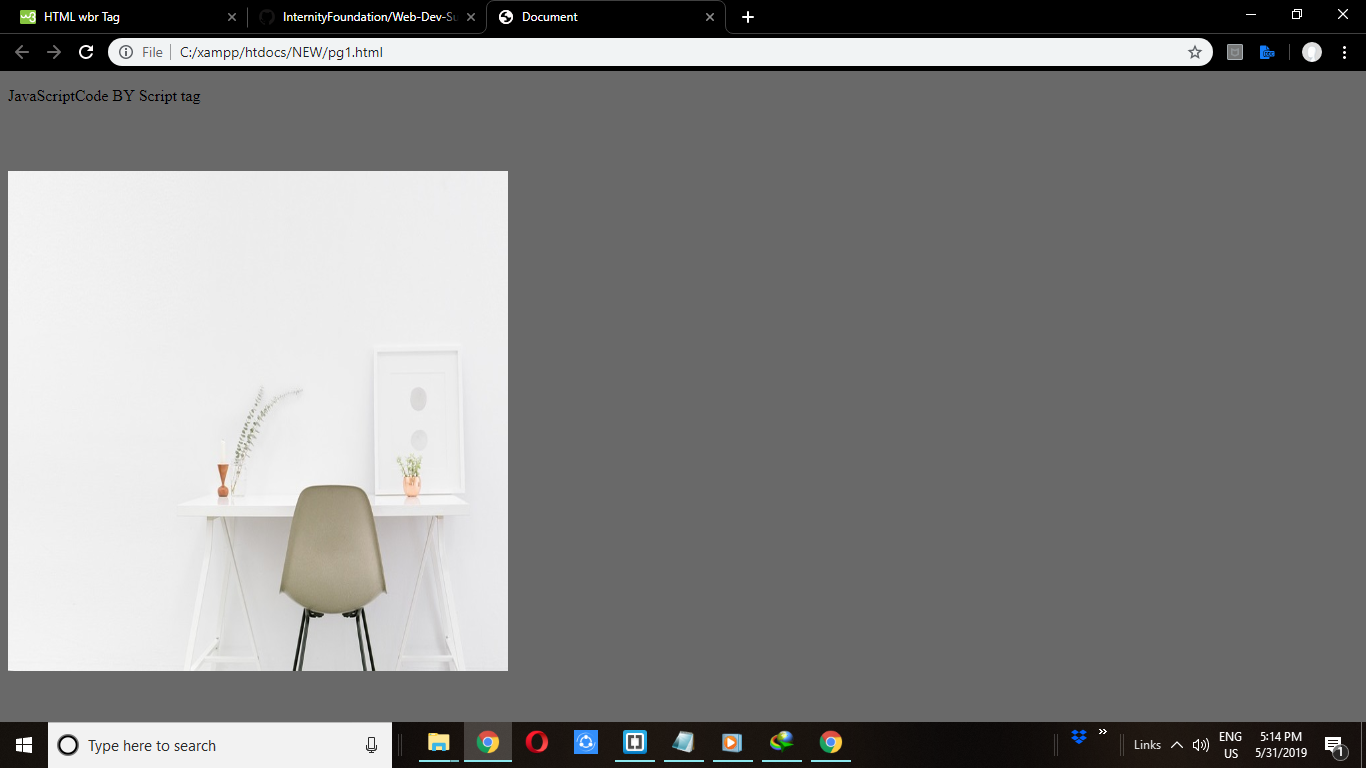 HTML wbr Tag
InternityFoundation/Web-Dev-Su
Document
File
C:/xampp/htdocs/NEW/pg1.html
JavaScriptCode BY Script tag
Type here to search
Links
ENG
US
5:14 PM
5/31/2019
1